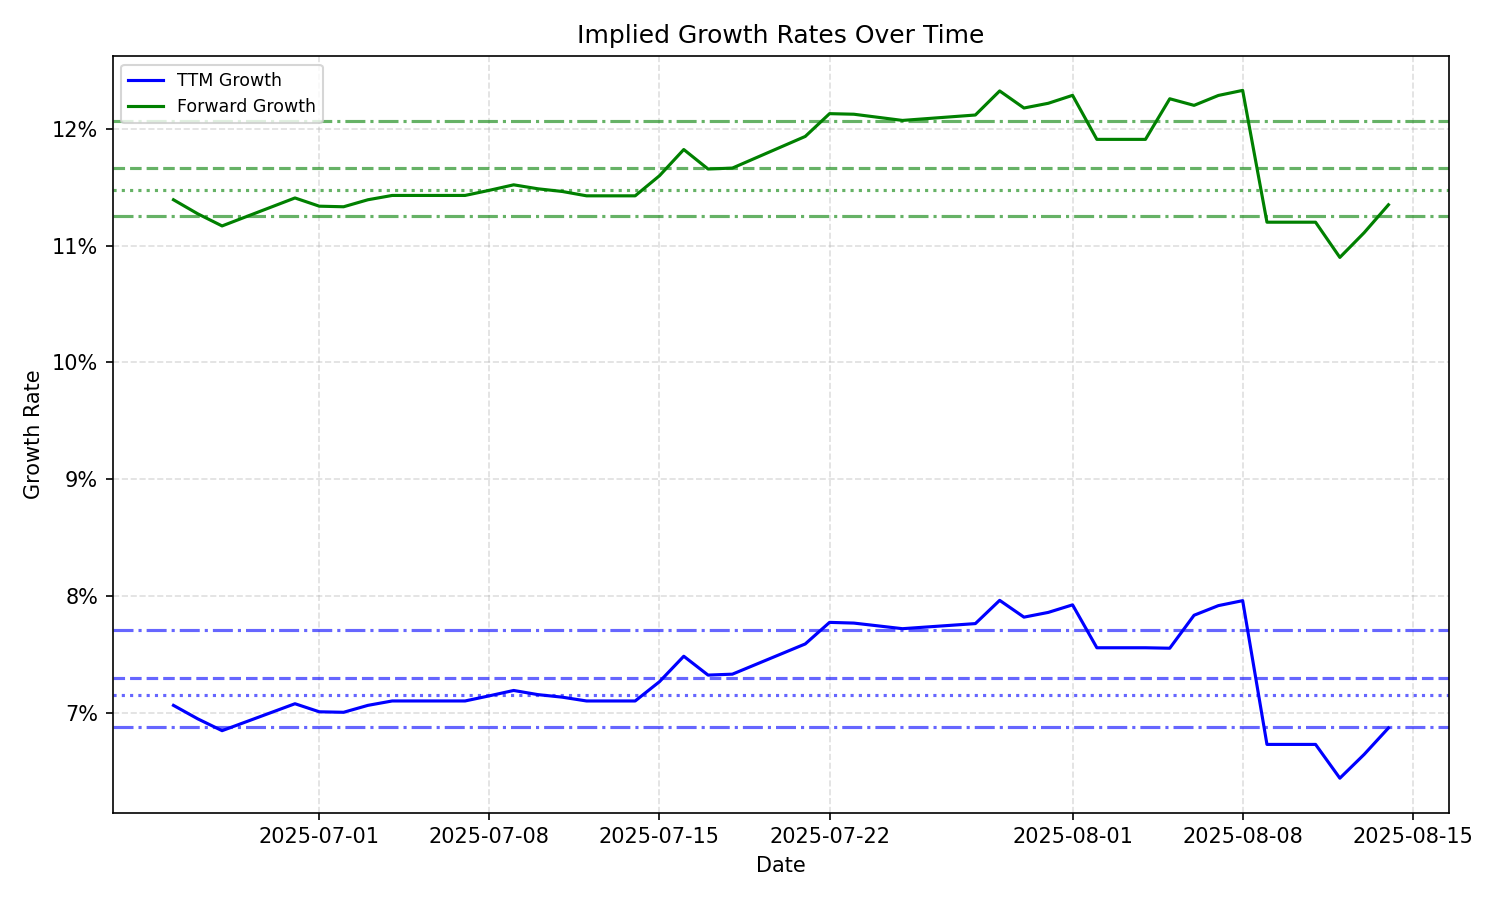 Implied Growth Rates Over Time
TTM Growth
Forward Growth
12%
11%
10%
9%
8%
7%
Growth Rate
2025-07-01 2025-07-08 2025-07-15 2025-07-22 2025-08-01 2025-08-08 2025-08-15
Date